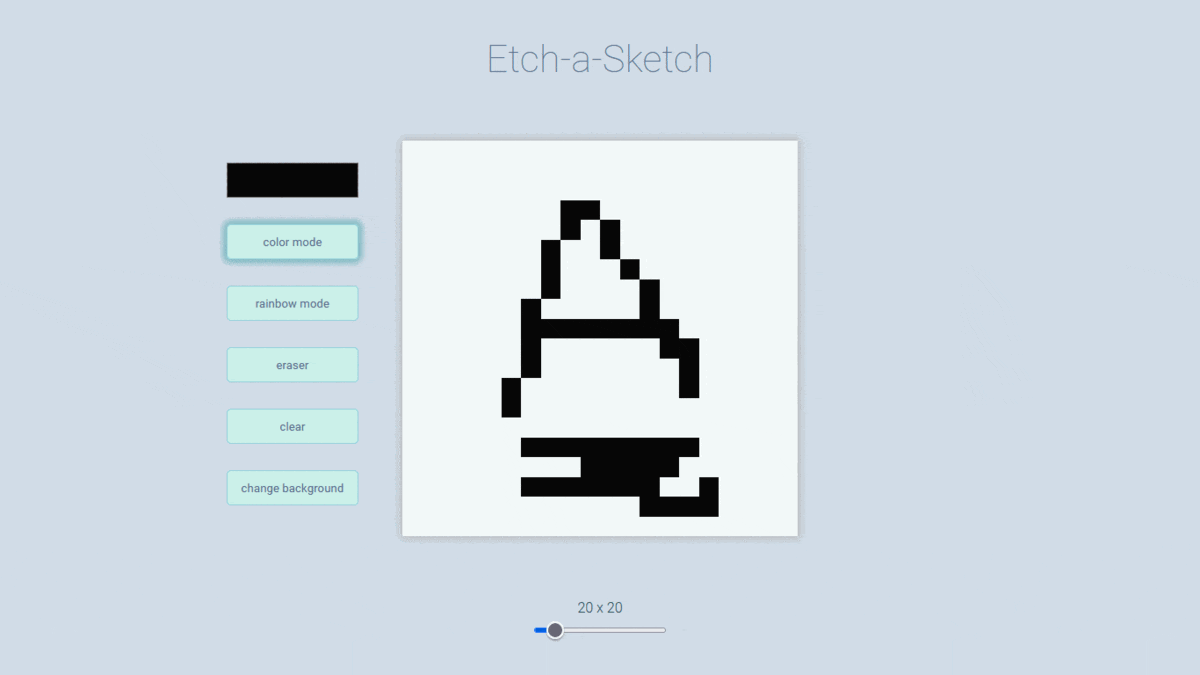 Etch-a-Sketch
color mode
rainbow mode
eraser
clear
change background
A
20 x 20